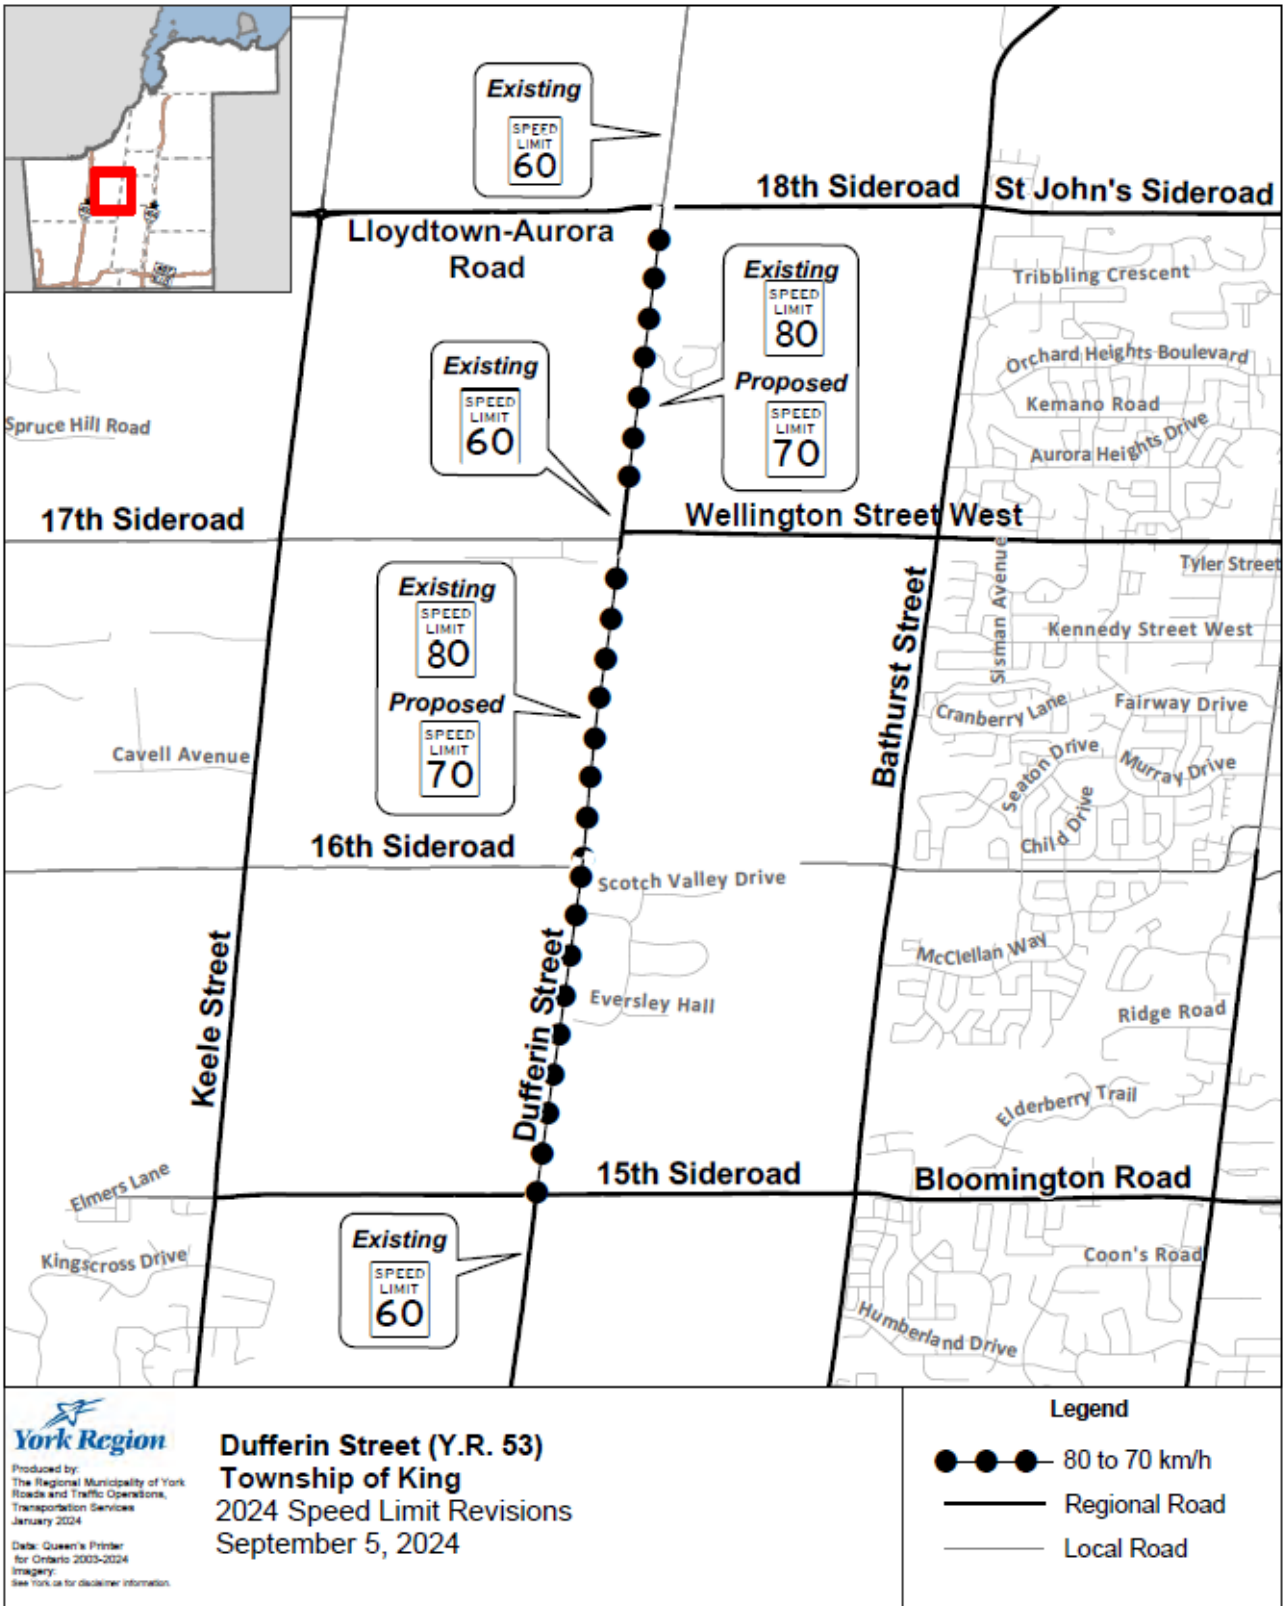 Existing
SPEED
LIMIT
60
18th Sideroad
St John's Sideroad
Lloydtown-Aurora
Road
Tribbling Crescent
Existing
SPEED
LIMIT
80
Proposed
SPEED
LIMIT
70
Existing
SPEED
LIMIT
60
Orchard Heights Boulevard
Kemano Road
Aurora Heights Drive
Spruce Hill Road
17th Sideroad
Wellington Street West
Tyler Street
Sisman Avenue
Kennedy Street West
Existing
SPEED
LIMIT
80
Proposed
SPEED
LIMIT
70
Bathurst Street
Cranberry Lane
Fairway Drive
Seaton Drive
Murray Drive
Child Drive
Cavell Avenue
16th Sideroad
Scotch Valley Drive
McClellan Way
Eversley Hall
Ridge Road
Keele Street
Dufferin Street
Elderberry Trail
15th Sideroad
Bloomington Road
Elmers Lane
Kingscross Drive
Existing
SPEED
LIMIT
60
Coon's Road
Humberland Drive
York Region
Produced by:
The Regional Municipality of York
Roads and Traffic Operations,
Transportation Services
January 2024
Data: Queen's Printer
for Ontario 2003-2024
Imagery:
See York.ca for disclaimer information.
Dufferin Street (Y.R. 53)
Township of King
2024 Speed Limit Revisions
September 5, 2024
Legend
80 to 70 km/h
Regional Road
Local Road